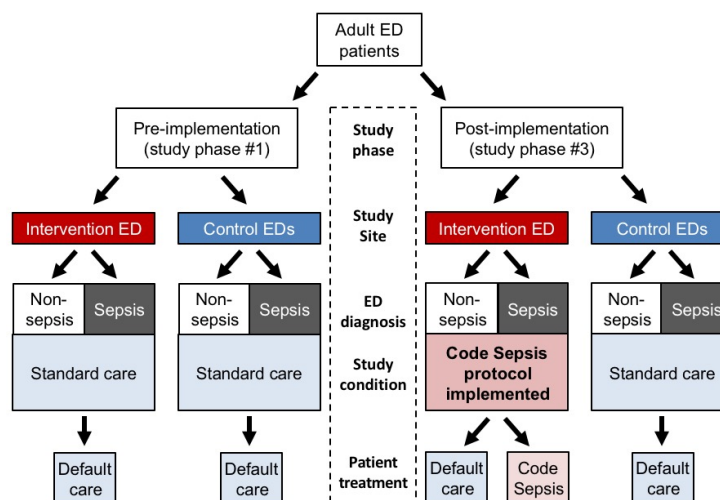 Adult ED
patients
Pre-implementation
(study phase #1)
Study
phase
Post-implementation
(study phase #3)
Intervention ED
Control EDs
Study
Site
Intervention ED
Control EDs
Non-
sepsis
Sepsis
Non-
sepsis
Sepsis
ED
diagnosis
Non-
sepsis
Sepsis
Non-
sepsis
Sepsis
Standard care
Standard care
Study
condition
Code Sepsis
protocol
implemented
Standard care
Default
care
Default
care
Patient
treatment
Default
care
Code
Sepsis
Default
care